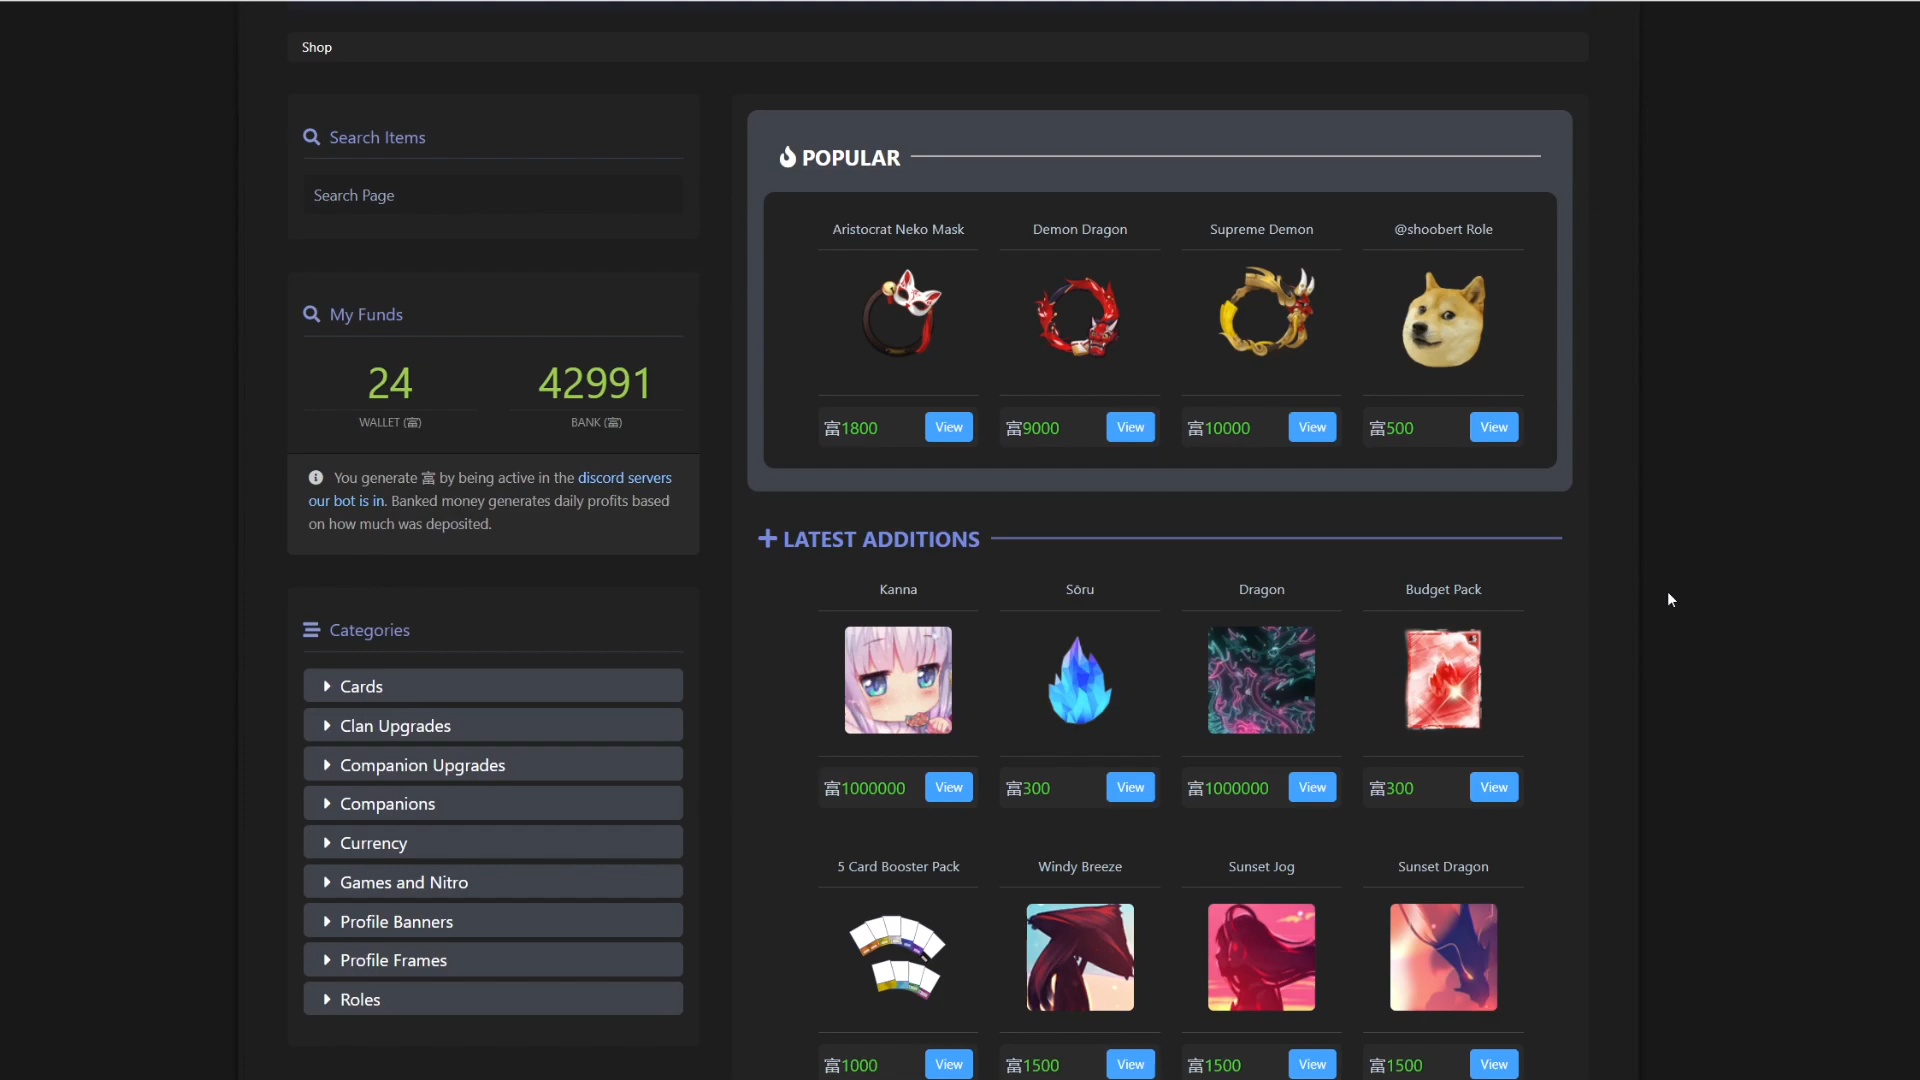 Shop
Search Items
Search Page
My Funds
24
WALLET (富)
42991
BANK (富)
You generate 富 by being active in the discord servers
our bot is in. Banked money generates daily profits based
on how much was deposited.
Categories
Cards
Clan Upgrades
Companion Upgrades
Companions
Currency
Games and Nitro
Profile Banners
Profile Frames
Roles
POPULAR
Aristocrat Neko Mask
Demon Dragon
Supreme Demon
@shoobert Role
富1800 View
富9000 View
富10000 View
富500 View
LATEST ADDITIONS
Kanna
Sōru
Dragon
Budget Pack
富1000000 View
富300 View
富1000000 View
富300 View
5 Card Booster Pack
Windy Breeze
Sunset Jog
Sunset Dragon
富1000 View
富1500 View
富1500 View
富1500 View